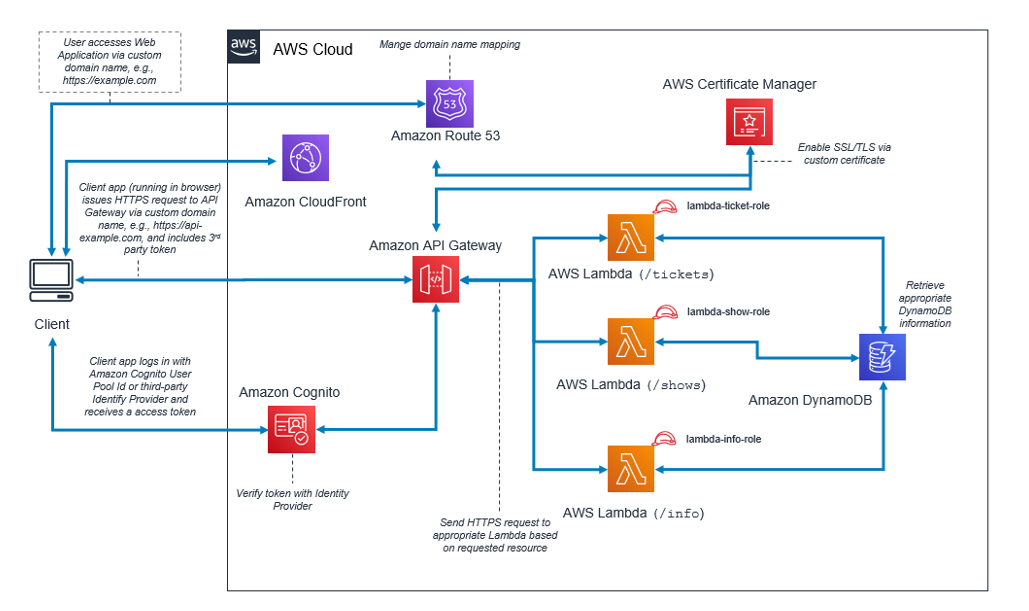 User accesses Web
Application via custom
domain name, e.g.,
https://example.com
aws
AWS Cloud
Mange domain name mapping
53
Amazon Route 53
AWS Certificate Manager
Enable SSL/TLS via
custom certificate
Amazon CloudFront
Client app (running in browser)
issues HTTPS request to API
Gateway via custom domain
name, e.g., https://api-
example.com, and includes 3rd
party token
Amazon API Gateway
lambda-ticket-role
AWS Lambda (/tickets)
Client
lambda-show-role
AWS Lambda (/shows)
Retrieve
appropriate
DynamoDB
information
Amazon DynamoDB
Client app logs in with
Amazon Cognito User
Pool Id or third-party
Identify Provider and
receives a access token
Amazon Cognito
Verify token with Identity
Provider
lambda-info-role
AWS Lambda (/info)
Send HTTPS request to
appropriate Lambda based
on requested resource